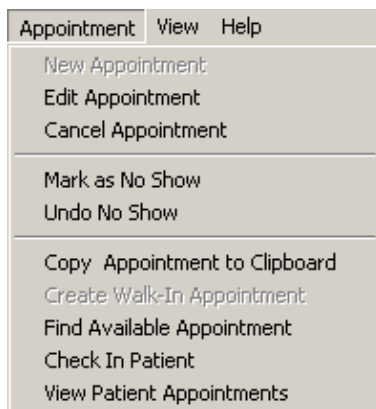 Appointment View Help
New Appointment
Edit Appointment
Cancel Appointment
Mark as No Show
Undo No Show
Copy Appointment to Clipboard
Create Walk-In Appointment
Find Available Appointment
Check In Patient
View Patient Appointments